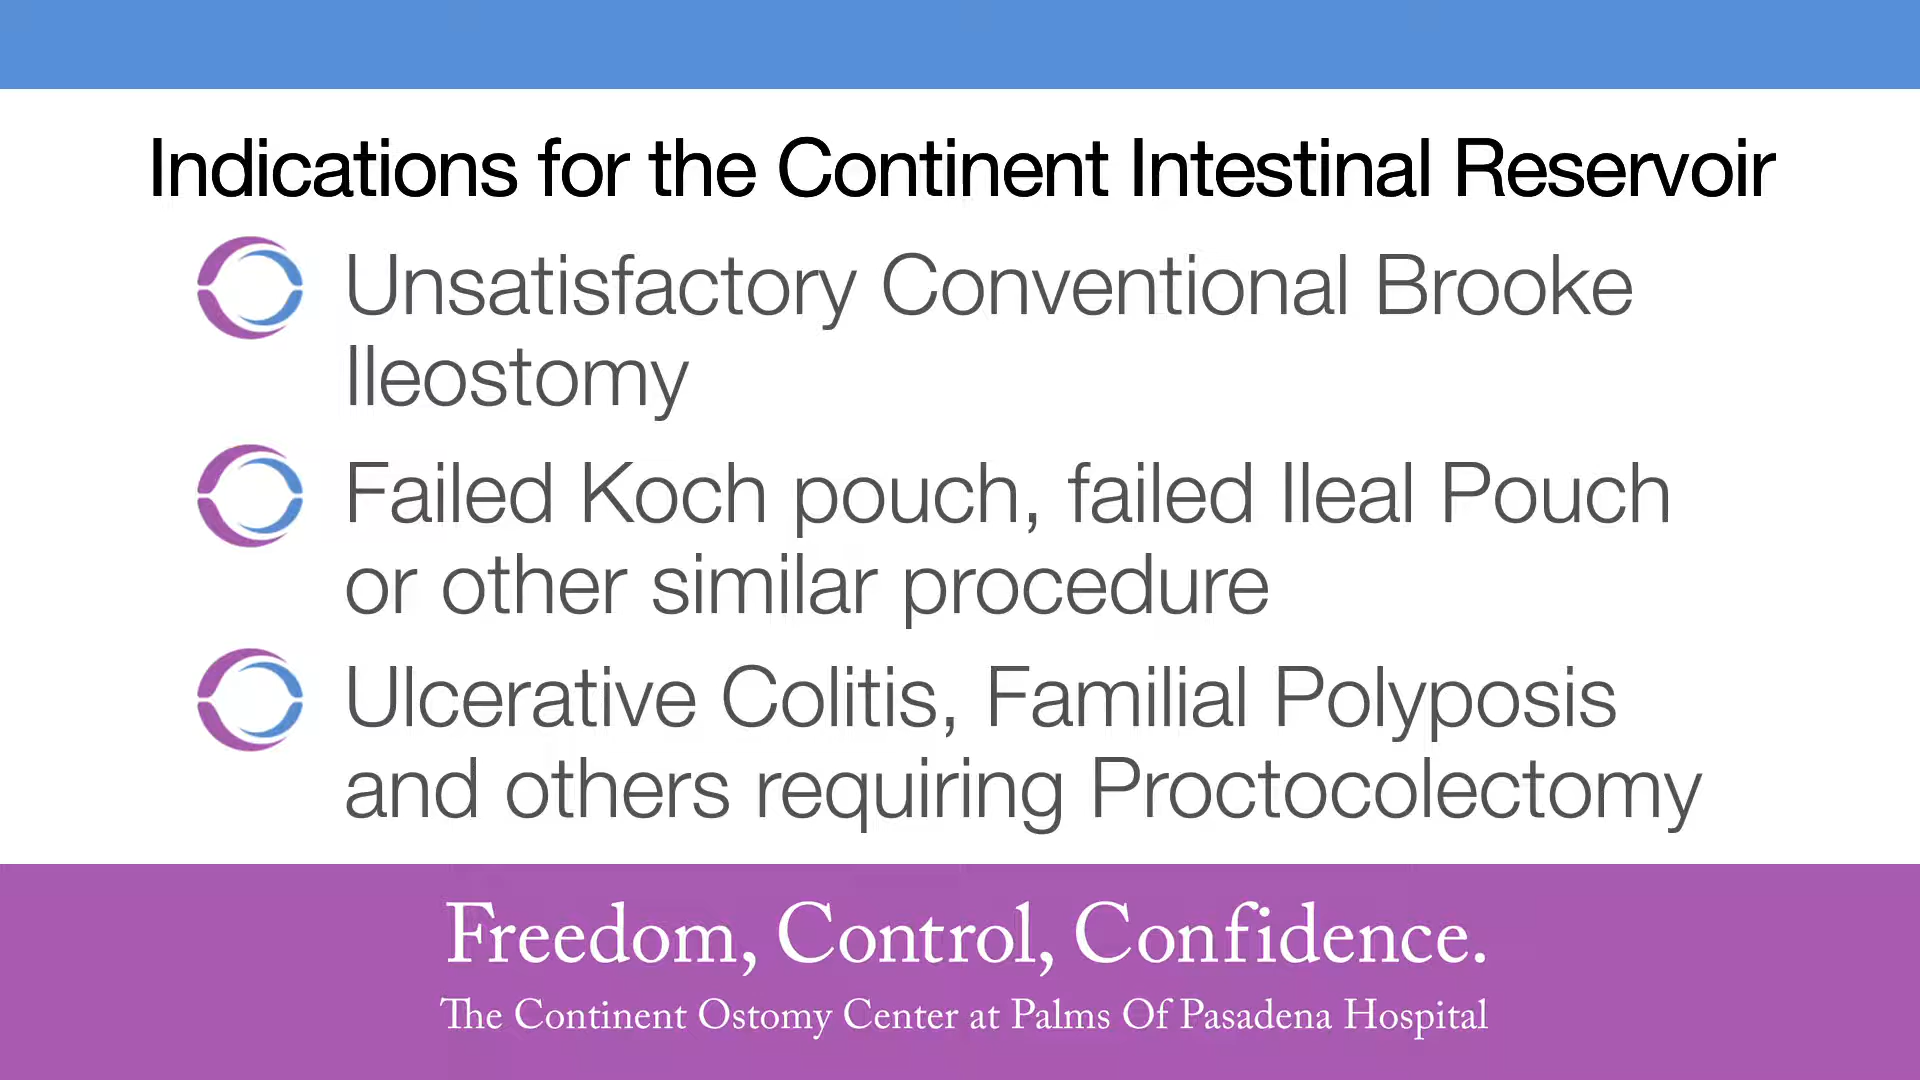 Indications for the Continent Intestinal Reservoir
Unsatisfactory Conventional Brooke
Ileostomy
Failed Koch pouch, failed Ileal Pouch
or other similar procedure
Ulcerative Colitis, Familial Polyposis
and others requiring Proctocolectomy
Freedom, Control, Confidence.
The Continent Ostomy Center at Palms Of Pasadena Hospital